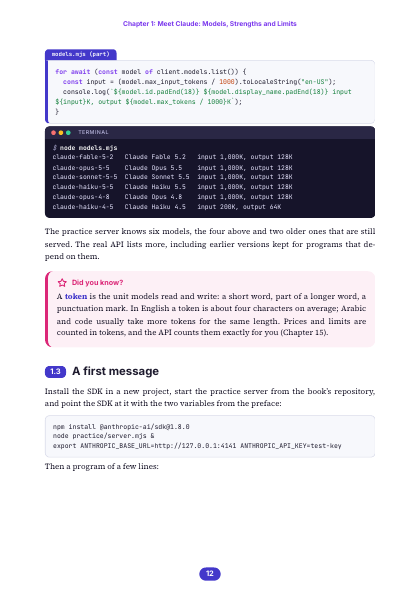 Chapter 1: Meet Claude: Models, Strengths and Limits
models.mjs (part)
for await (const model of client.models.list()) {
  const input = (model.max_input_tokens / 1000).toLocaleString("en-US");
  console.log(`${model.id.padEnd(18)} ${model.display_name.padEnd(18)} input
${input}K, output ${model.max_tokens / 1000}K`);
}
TERMINAL
$ node models.mjs
claude-fable-5-2   Claude Fable 5.2   input 1,000K, output 128K
claude-opus-5-5    Claude Opus 5.5    input 1,000K, output 128K
claude-sonnet-5-5  Claude Sonnet 5.5  input 1,000K, output 128K
claude-haiku-5-5   Claude Haiku 5.5   input 1,000K, output 128K
claude-opus-4-8    Claude Opus 4.8    input 1,000K, output 128K
claude-haiku-4-5   Claude Haiku 4.5   input 200K, output 64K
The practice server knows six models, the four above and two older ones that are still
served. The real API lists more, including earlier versions kept for programs that de-
pend on them.
Did you know?
A token is the unit models read and write: a short word, part of a longer word, a
punctuation mark. In English a token is about four characters on average; Arabic
and code usually take more tokens for the same length. Prices and limits are
counted in tokens, and the API counts them exactly for you (Chapter 15).
1.3 A first message
Install the SDK in a new project, start the practice server from the book's repository,
and point the SDK at it with the two variables from the preface:
npm install @anthropic-ai/sdk@1.8.0
node practice/server.mjs &
export ANTHROPIC_BASE_URL=http://127.0.0.1:4141 ANTHROPIC_API_KEY=test-key
Then a program of a few lines:
12